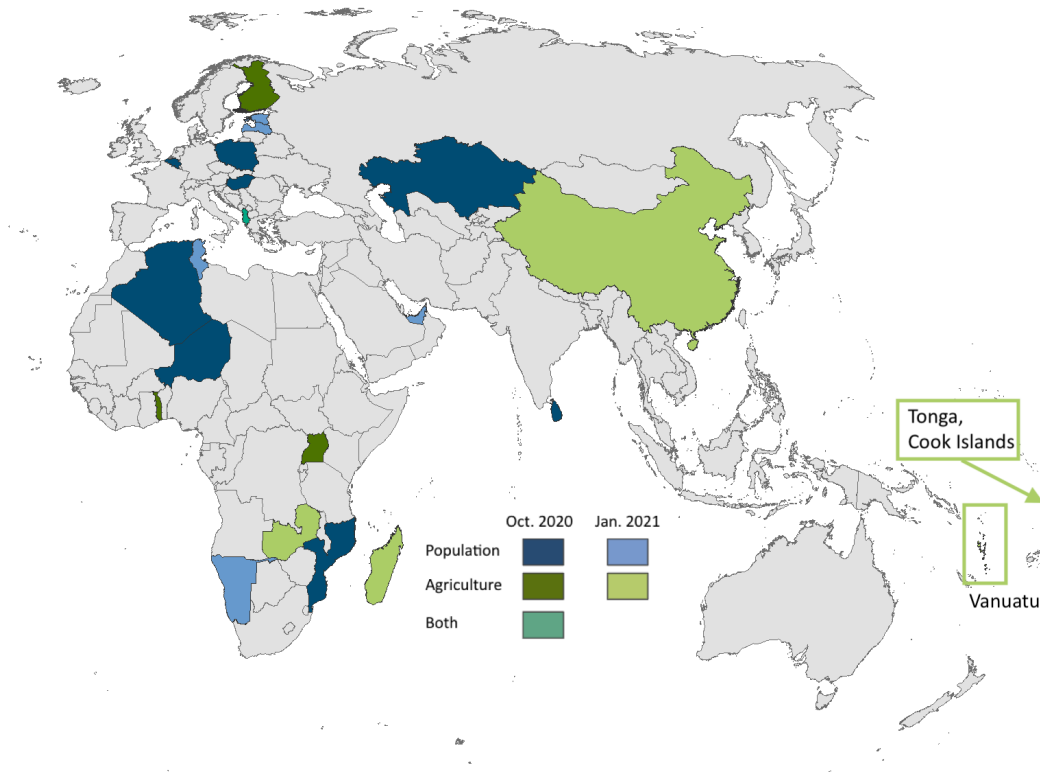 Tonga,
Cook Islands
Vanuatu
Oct. 2020 Jan. 2021
Population
Agriculture
Both